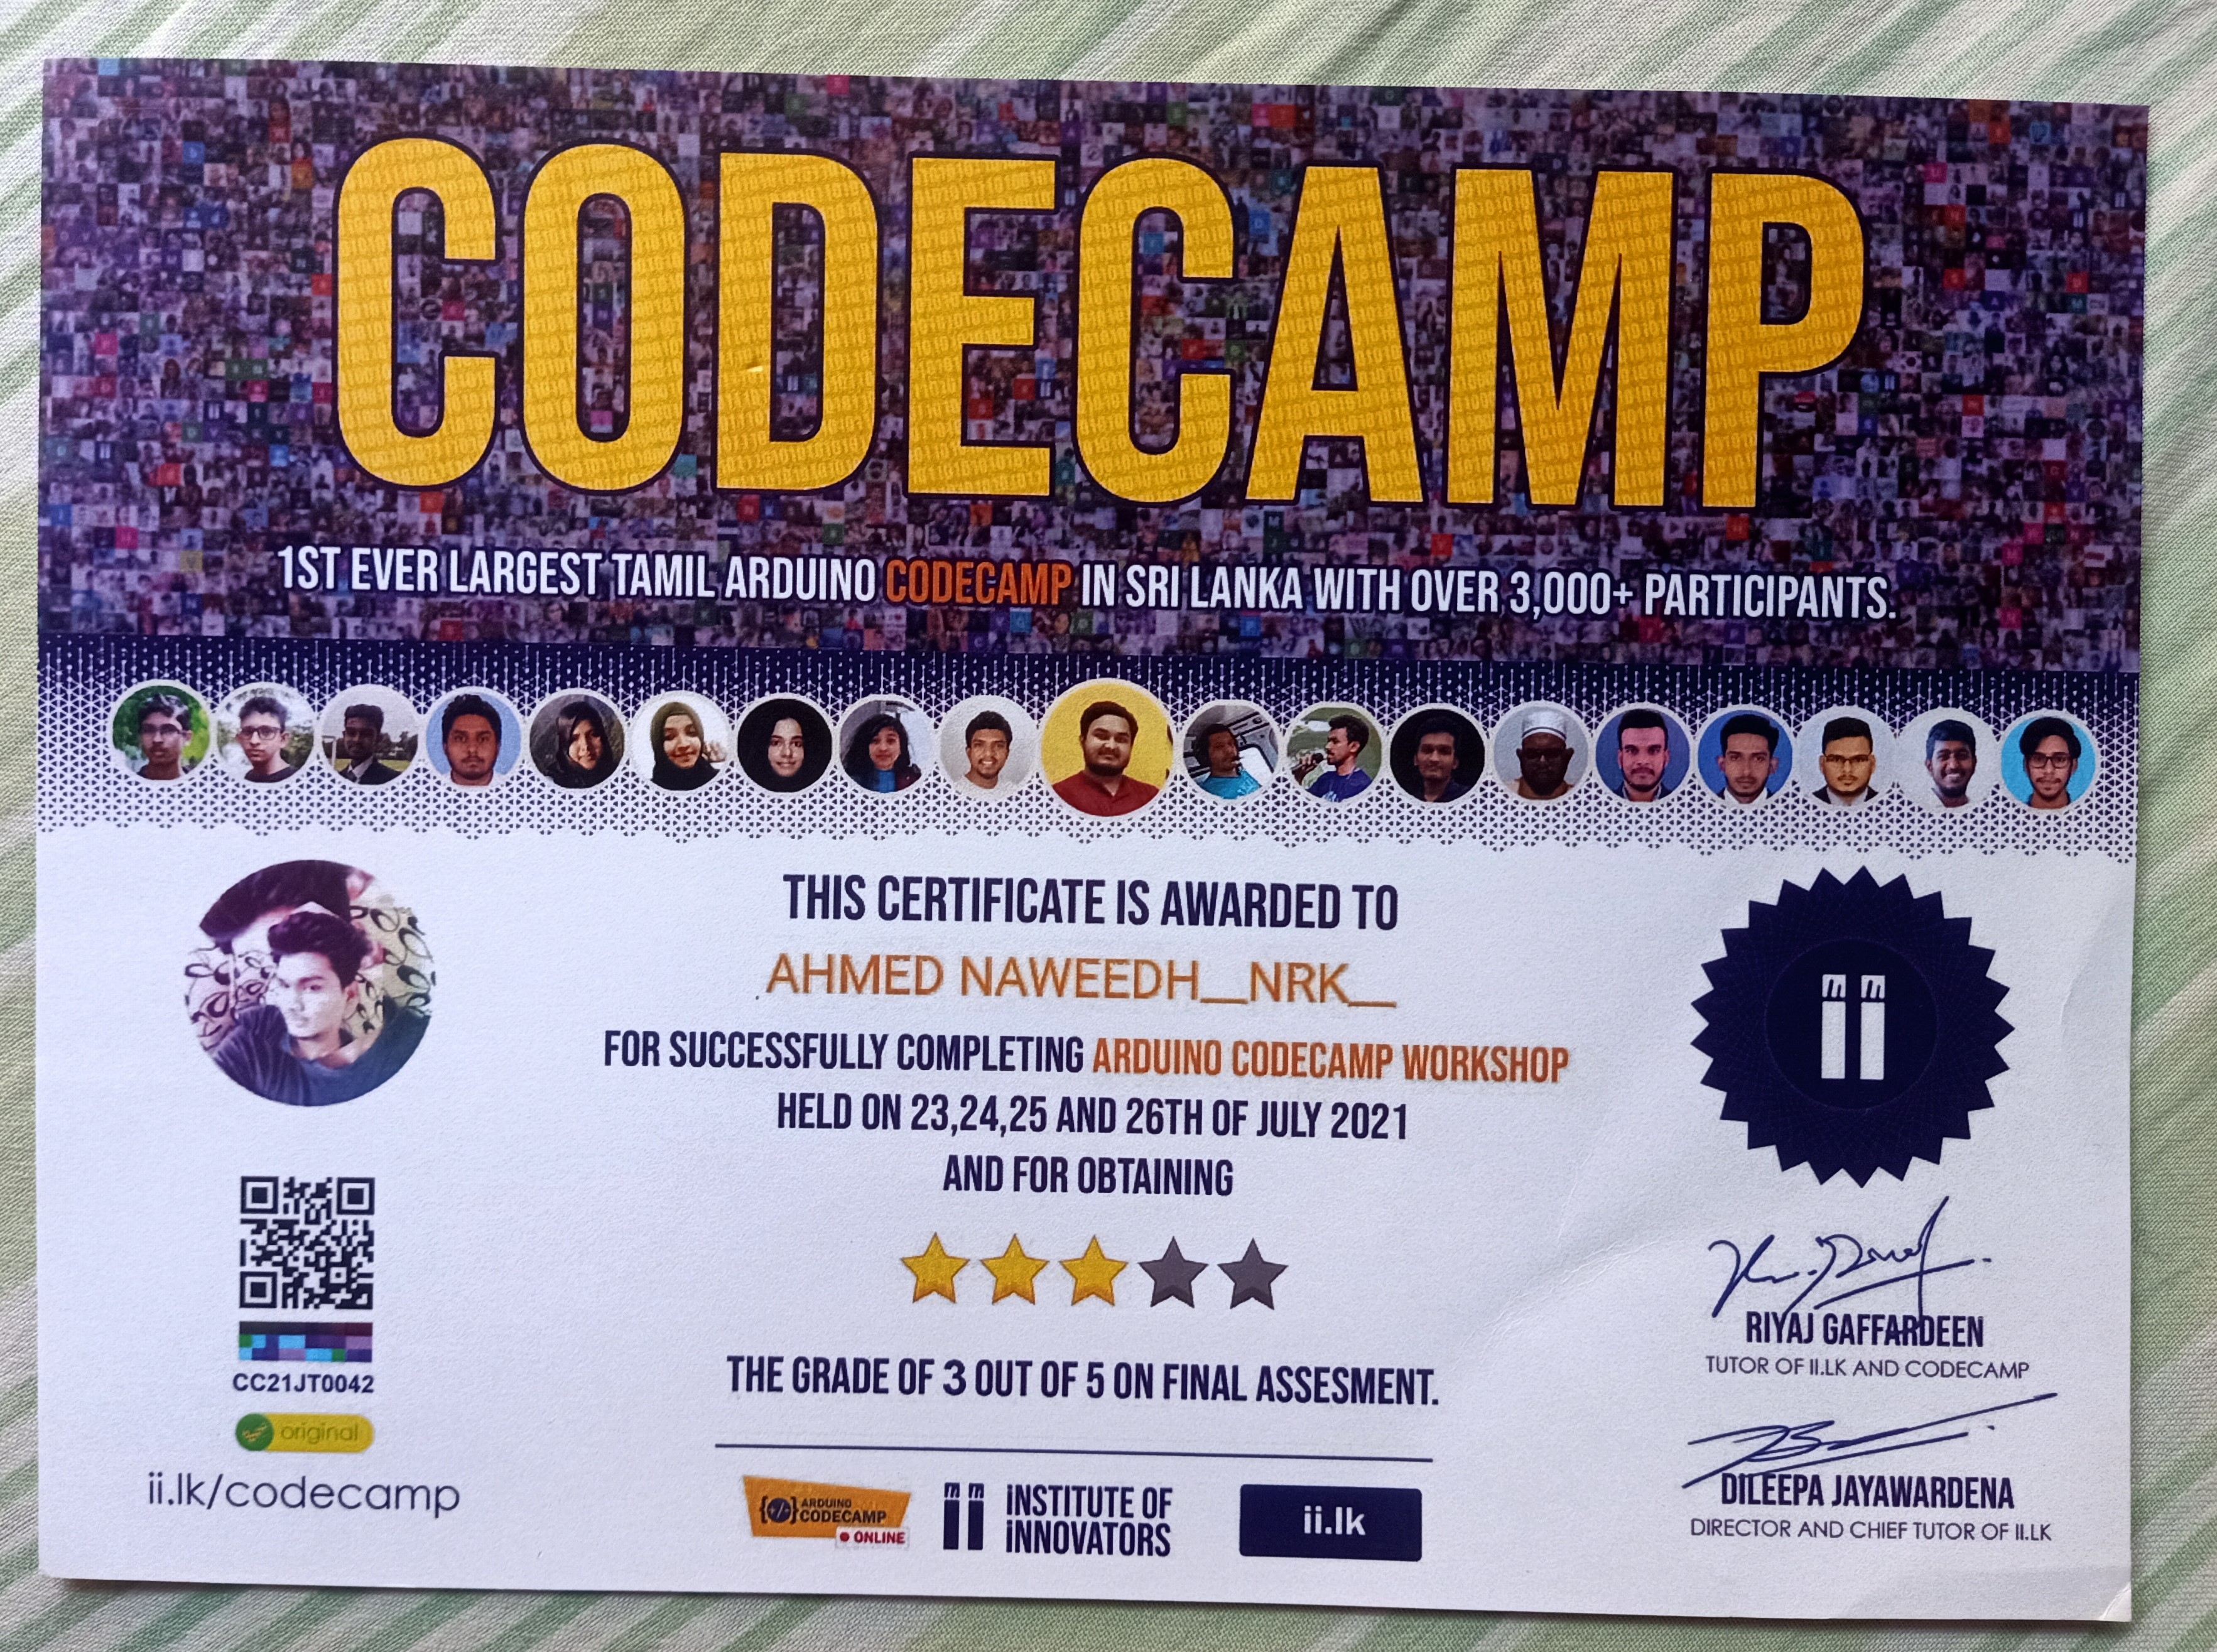 CODECAMP
1ST EVER LARGEST TAMIL ARDUINO CODECAMP IN SRI LANKA WITH OVER 3,000+ PARTICIPANTS.
THIS CERTIFICATE IS AWARDED TO
AHMED NAWEEDH__NRK__
FOR SUCCESSFULLY COMPLETING ARDUINO CODECAMP WORKSHOP
HELD ON 23,24,25 AND 26TH OF JULY 2021
AND FOR OBTAINING
THE GRADE OF 3 OUT OF 5 ON FINAL ASSESMENT.
CC21JT0042
original
ii.lk/codecamp
ARDUINO
CODECAMP
ONLINE
iNSTITUTE OF
iNNOVATORS
ii.lk
RIYAJ GAFFARDEEN
TUTOR OF II.LK AND CODECAMP
DILEEPA JAYAWARDENA
DIRECTOR AND CHIEF TUTOR OF II.LK